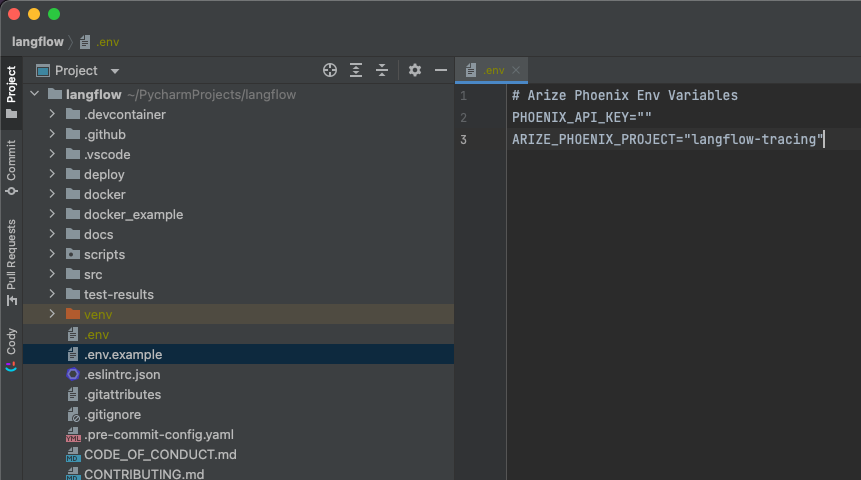 langflow .env
Project
Commit
Pull Requests
Cody
Project
langflow ~/PycharmProjects/langflow
.devcontainer
.github
.vscode
deploy
docker
docker_example
docs
scripts
src
test-results
venv
.env
.env.example
.eslintrc.json
.gitattributes
.gitignore
YML .pre-commit-config.yaml
MD CODE_OF_CONDUCT.md
CONTRIBUTING.md
.env
1 # Arize Phoenix Env Variables
2 PHOENIX_API_KEY=""
3 ARIZE_PHOENIX_PROJECT="langflow-tracing"